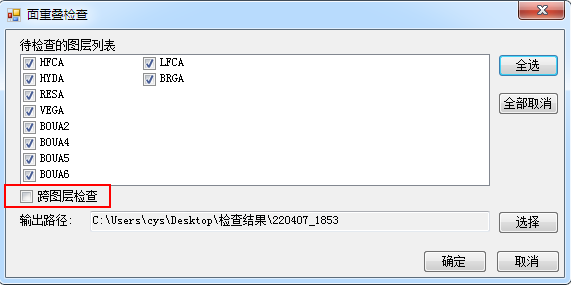 面重叠检查
待检查的图层列表
HFCA LFCA
HYDA BRGA
RESA
VEGA
BOUA2
BOUA4
BOUA5
BOUA6
全选
全部取消
跨图层检查
输出路径: C:\Users\cys\Desktop\检查结果\220407_1853 选择
确定 取消